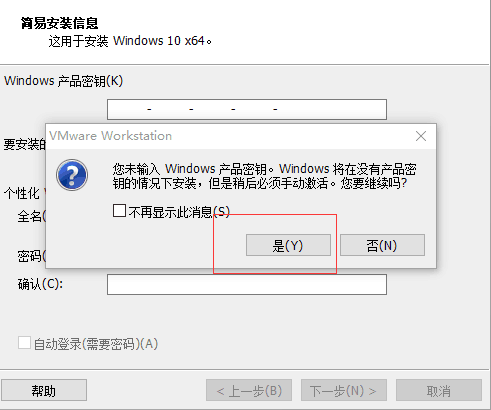 简易安装信息
这用于安装 Windows 10 x64。
Windows 产品密钥(K)
- - - -
要安装的
VMware Workstation
您未输入 Windows 产品密钥。Windows 将在没有产品密
钥的情况下安装，但是稍后必须手动激活。您要继续吗?
不再显示此消息(S)
是(Y)
否(N)
个性化
全名(
密码(
确认(C):
自动登录(需要密码)(A)
帮助
< 上一步(B)
下一步(N) >
取消